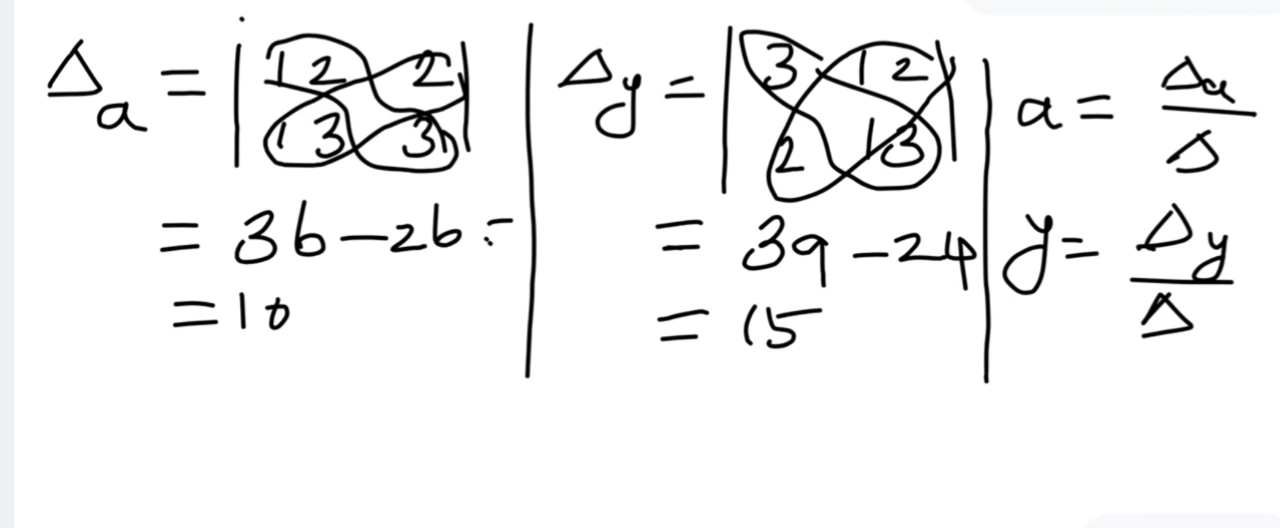 Δa = | 12 2 |
| 13 3 |
= 36 - 26 =
= 10
Δy = | 3 12 |
| 2 13 |
= 39 - 24
= 15
a = Δa / Δ
y = Δy / Δ